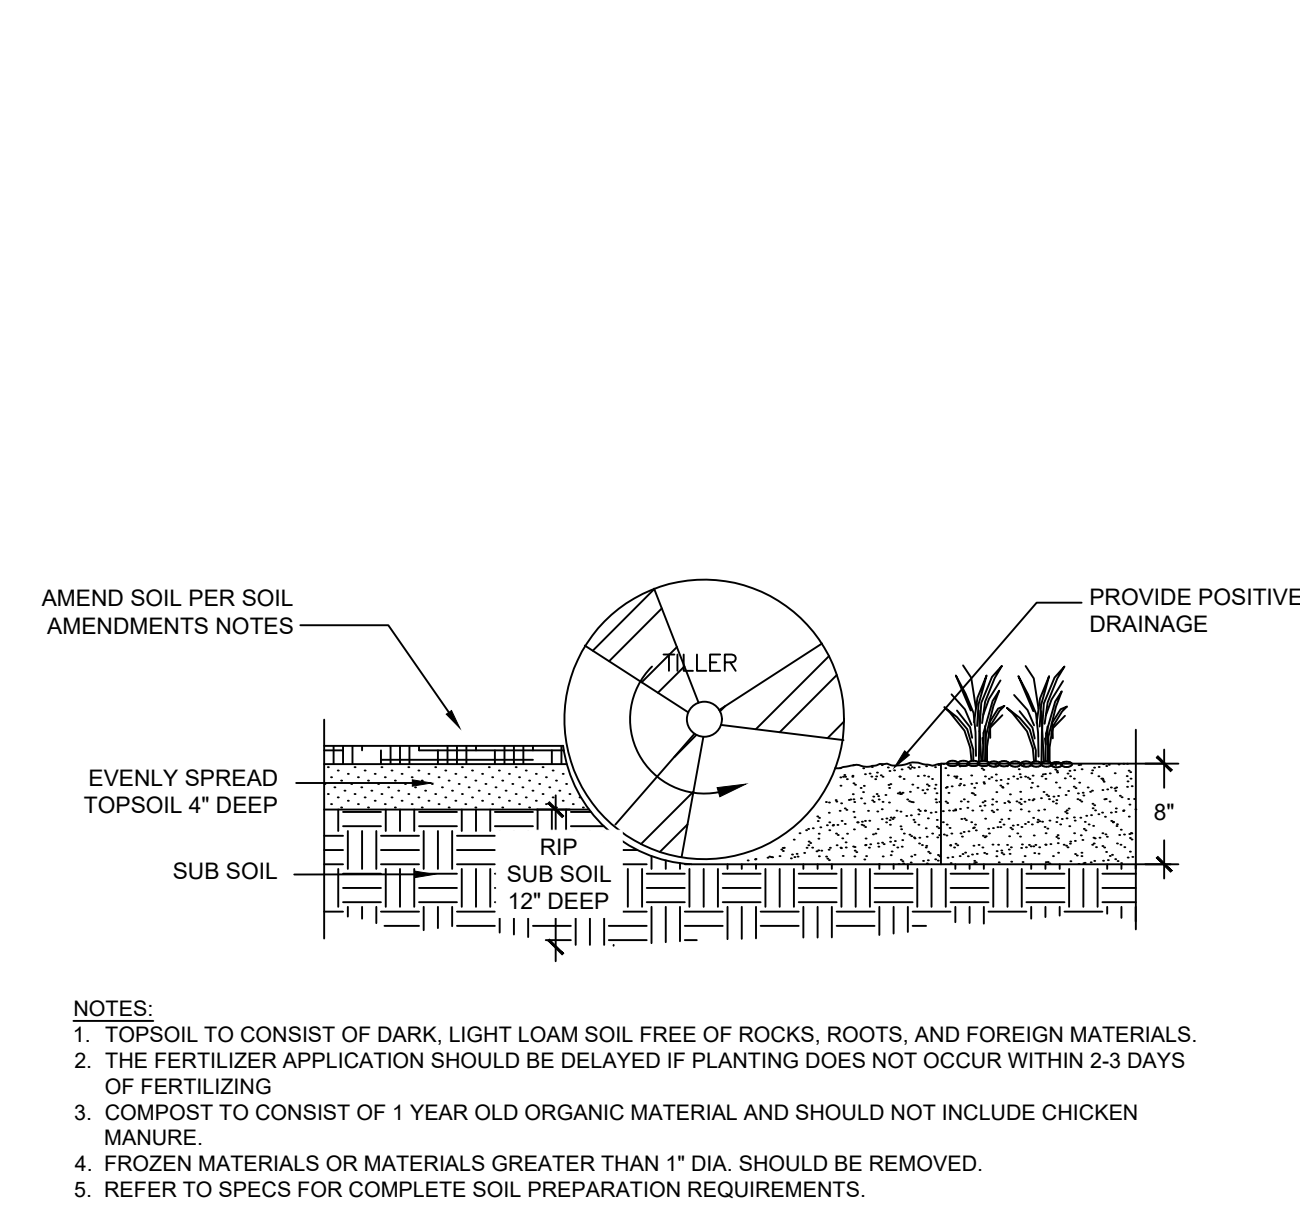 AMEND SOIL PER SOIL
AMENDMENTS NOTES
PROVIDE POSITIVE
DRAINAGE
TILLER
EVENLY SPREAD
TOPSOIL 4" DEEP
8"
SUB SOIL
RIP
SUB SOIL
12" DEEP
NOTES:
1. TOPSOIL TO CONSIST OF DARK, LIGHT LOAM SOIL FREE OF ROCKS, ROOTS, AND FOREIGN MATERIALS.
2. THE FERTILIZER APPLICATION SHOULD BE DELAYED IF PLANTING DOES NOT OCCUR WITHIN 2-3 DAYS
OF FERTILIZING
3. COMPOST TO CONSIST OF 1 YEAR OLD ORGANIC MATERIAL AND SHOULD NOT INCLUDE CHICKEN
MANURE.
4. FROZEN MATERIALS OR MATERIALS GREATER THAN 1" DIA. SHOULD BE REMOVED.
5. REFER TO SPECS FOR COMPLETE SOIL PREPARATION REQUIREMENTS.